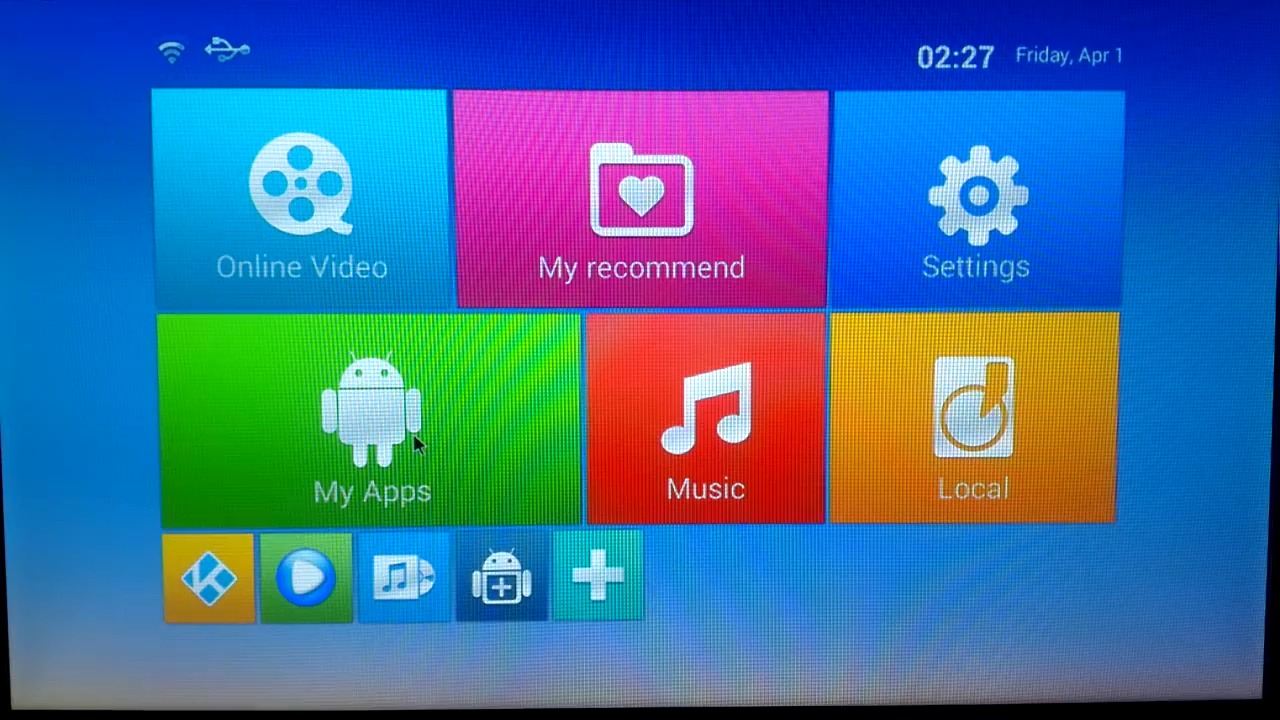 02:27 Friday, Apr 1
Online Video
My recommend
Settings
My Apps
Music
Local